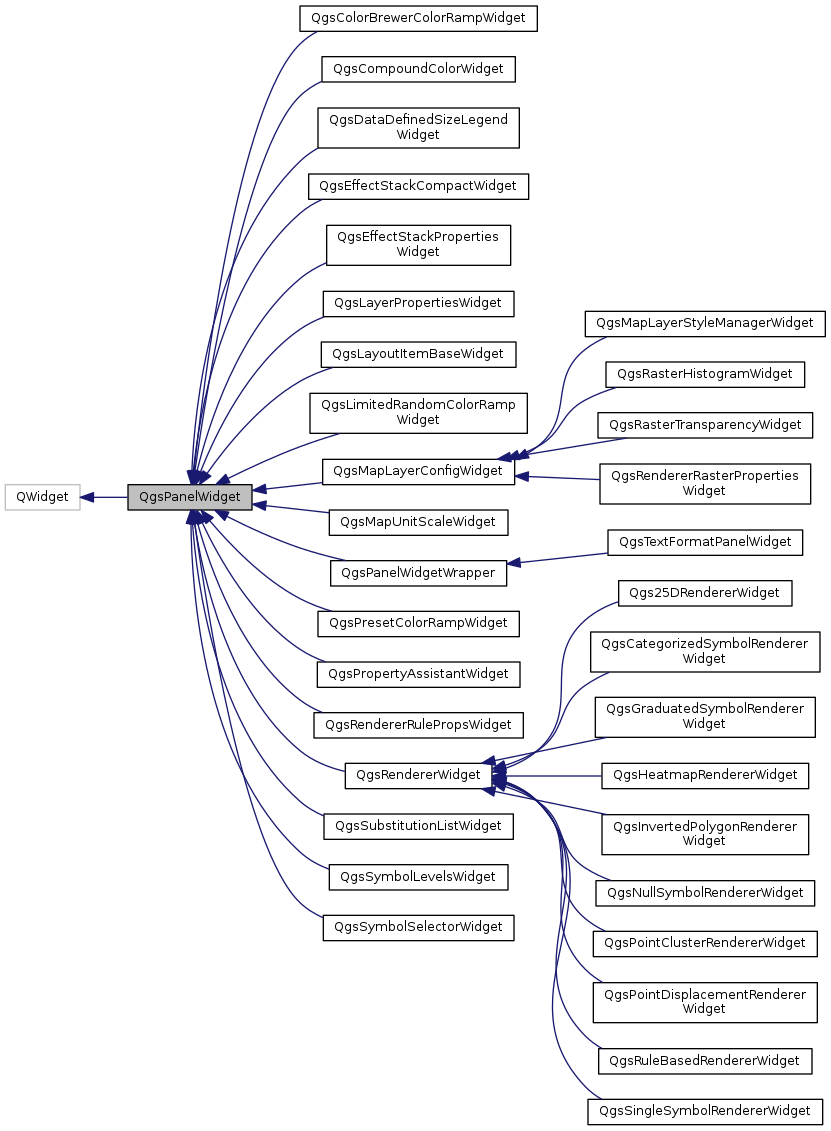 QWidget
QgsPanelWidget
QgsColorBrewerColorRampWidget
QgsCompoundColorWidget
QgsDataDefinedSizeLegend
Widget
QgsEffectStackCompactWidget
QgsEffectStackProperties
Widget
QgsLayerPropertiesWidget
QgsLayoutItemBaseWidget
QgsLimitedRandomColorRamp
Widget
QgsMapLayerConfigWidget
QgsMapUnitScaleWidget
QgsPanelWidgetWrapper
QgsPresetColorRampWidget
QgsPropertyAssistantWidget
QgsRendererRulePropsWidget
QgsRendererWidget
QgsSubstitutionListWidget
QgsSymbolLevelsWidget
QgsSymbolSelectorWidget
QgsMapLayerStyleManagerWidget
QgsRasterHistogramWidget
QgsRasterTransparencyWidget
QgsRendererRasterProperties
Widget
QgsTextFormatPanelWidget
Qgs25DRendererWidget
QgsCategorizedSymbolRenderer
Widget
QgsGraduatedSymbolRenderer
Widget
QgsHeatmapRendererWidget
QgsInvertedPolygonRenderer
Widget
QgsNullSymbolRendererWidget
QgsPointClusterRendererWidget
QgsPointDisplacementRenderer
Widget
QgsRuleBasedRendererWidget
QgsSingleSymbolRendererWidget